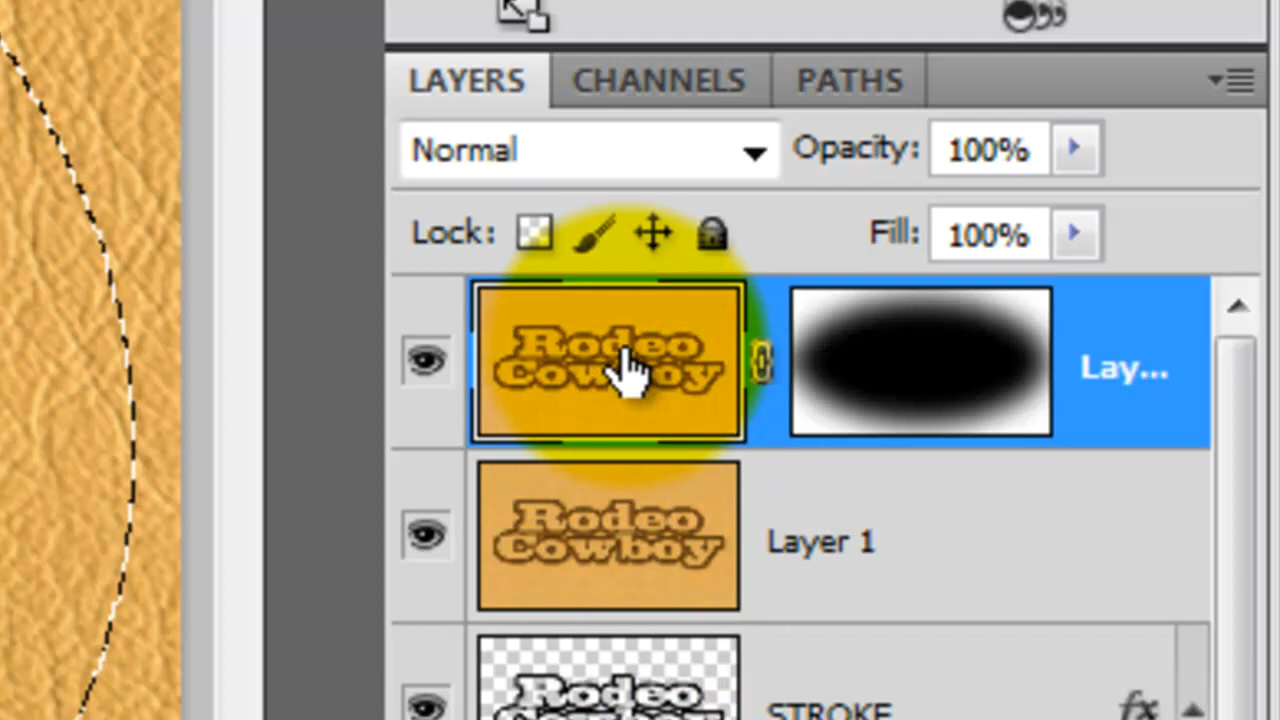 LAYERS CHANNELS PATHS
Normal Opacity: 100%
Lock: Fill: 100%
Rodeo
Cowboy
Lay...
Rodeo
Cowboy
Layer 1
Rodeo
Cowboy
STROKE fx